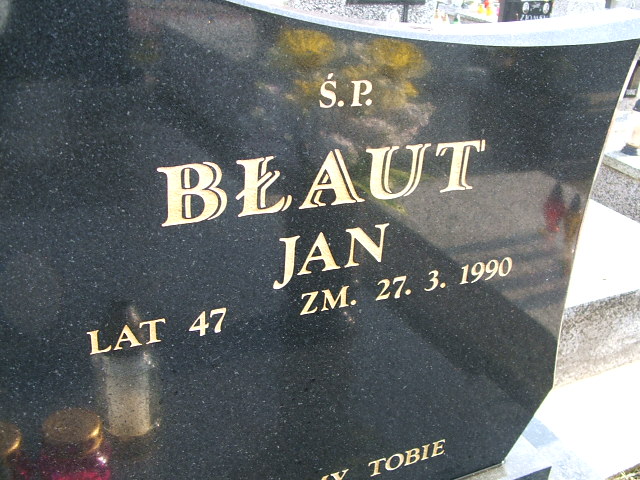 Ś.P.
BŁAUT
JAN
LAT 47 ZM. 27. 3. 1990
TOBIE